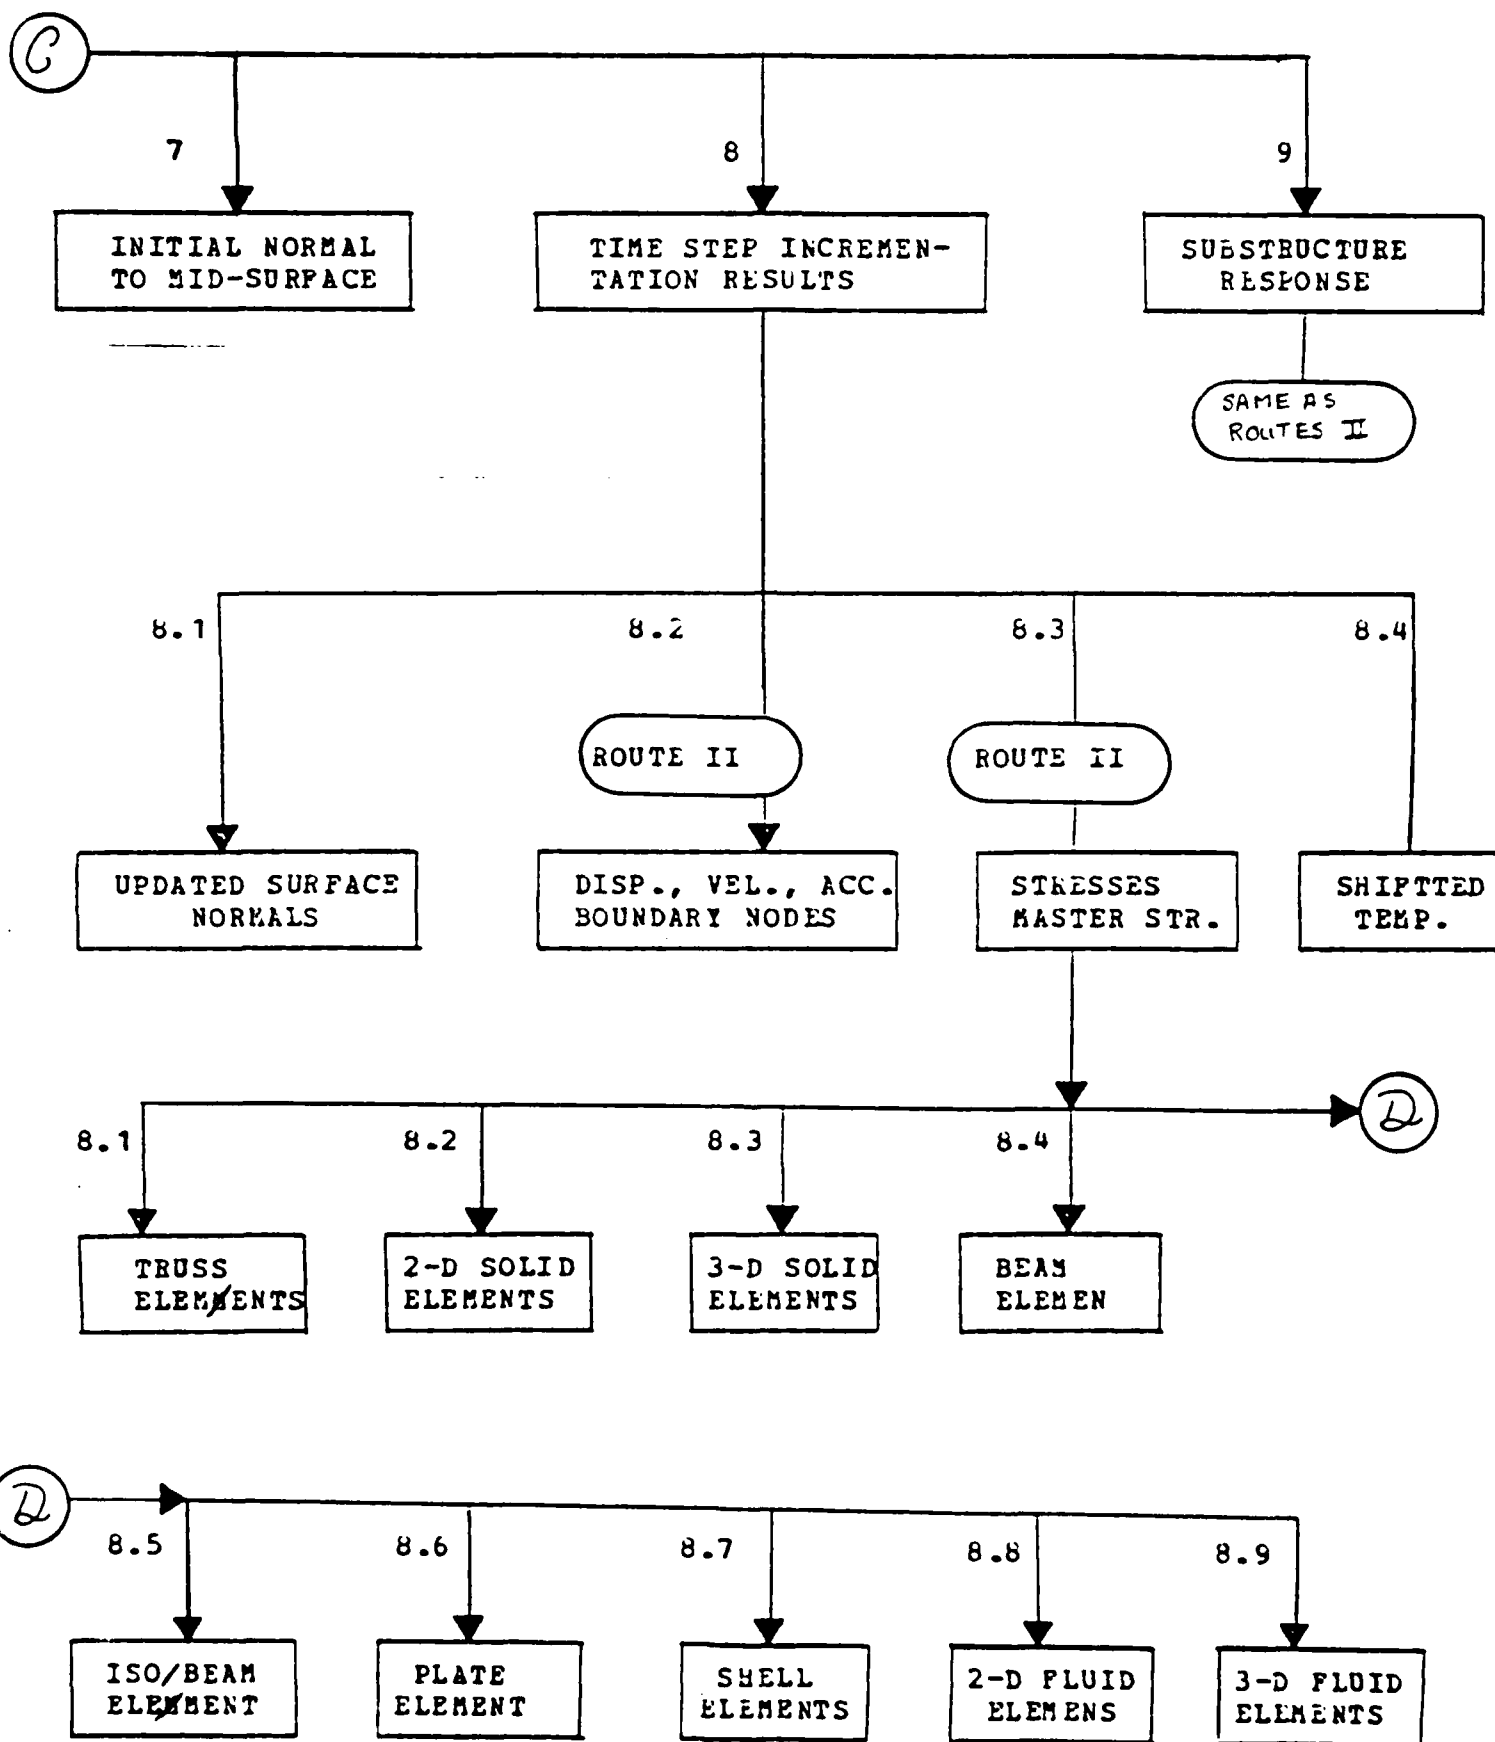 C
7
8
9
INITIAL NORMAL
TO MID-SURFACE
TIME STEP INCREMEN-
TATION RESULTS
SUBSTRUCTURE
RESPONSE
SAME AS
ROUTES II
8.1
8.2
8.3
8.4
ROUTE II
ROUTE II
UPDATED SURFACE
NORMALS
DISP., VEL., ACC.
BOUNDARY NODES
STRESSES
MASTER STR.
SHIFTTED
TEMP.
D
8.1
8.2
8.3
8.4
TRUSS
ELEMMENTS
2-D SOLID
ELEMENTS
3-D SOLID
ELEMENTS
BEAM
ELEMEN
D
8.5
8.6
8.7
8.8
8.9
ISO/BEAM
ELEMMENT
PLATE
ELEMENT
SHELL
ELEMENTS
2-D FLUID
ELEMENS
3-D FLUID
ELEMENTS